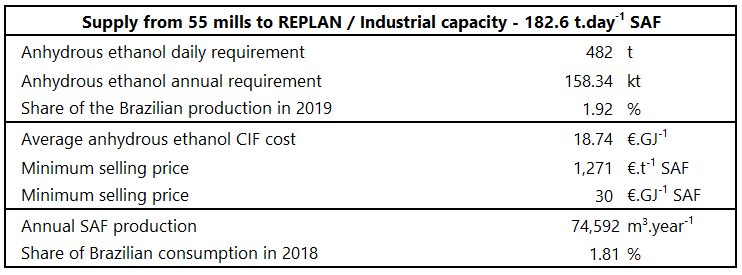 Supply from 55 mills to REPLAN / Industrial capacity - 182.6 t.day⁻¹ SAF
Anhydrous ethanol daily requirement 482 t
Anhydrous ethanol annual requirement 158.34 kt
Share of the Brazilian production in 2019 1.92 %
Average anhydrous ethanol CIF cost 18.74 €.GJ⁻¹
Minimum selling price 1,271 €.t⁻¹ SAF
Minimum selling price 30 €.GJ⁻¹ SAF
Annual SAF production 74,592 m³.year⁻¹
Share of Brazilian consumption in 2018 1.81 %